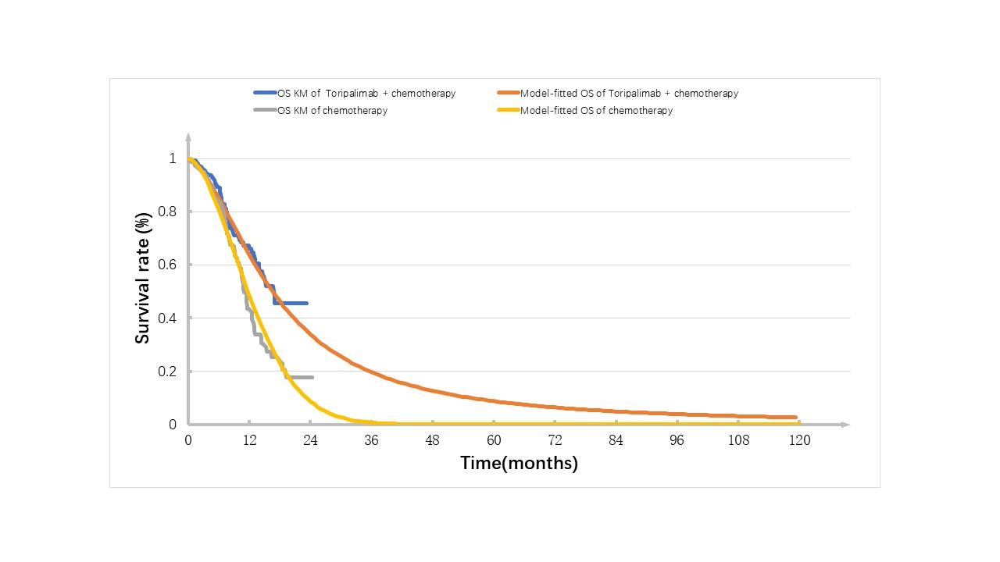 OS KM of  Toripalimab + chemotherapy
Model-fitted OS of Toripalimab + chemotherapy
OS KM of chemotherapy
Model-fitted OS of chemotherapy
Survival rate (%)
1
0.8
0.6
0.4
0.2
0
0 12 24 36 48 60 72 84 96 108 120
Time(months)